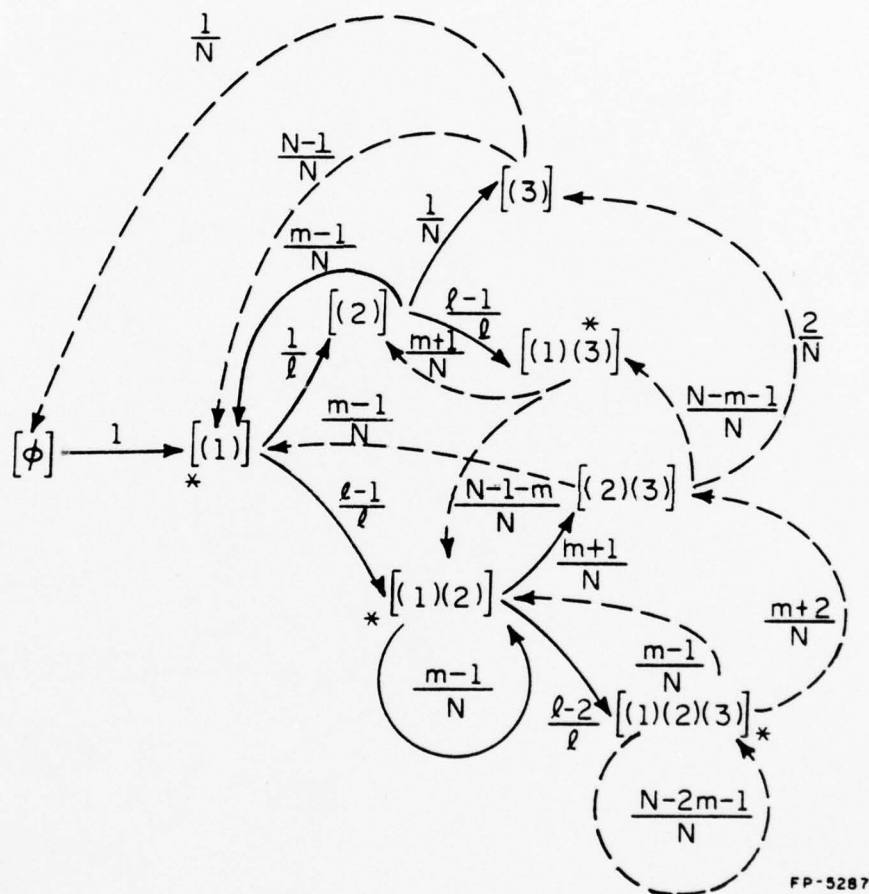 1/N
N-1/N
[(3)]
1/N
m-1/N
[(2)]
ℓ-1/ℓ
*
[(1)(3)]
m+1/N
2/N
1/ℓ
N-m-1/N
m-1/N
[ϕ]
1
[(1)]
*
[(2)(3)]
ℓ-1/ℓ
N-1-m/N
m+1/N
*[(1)(2)]
m+2/N
m-1/N
m-1/N
ℓ-2/ℓ
[(1)(2)(3)]*
N-2m-1/N
FP-5287